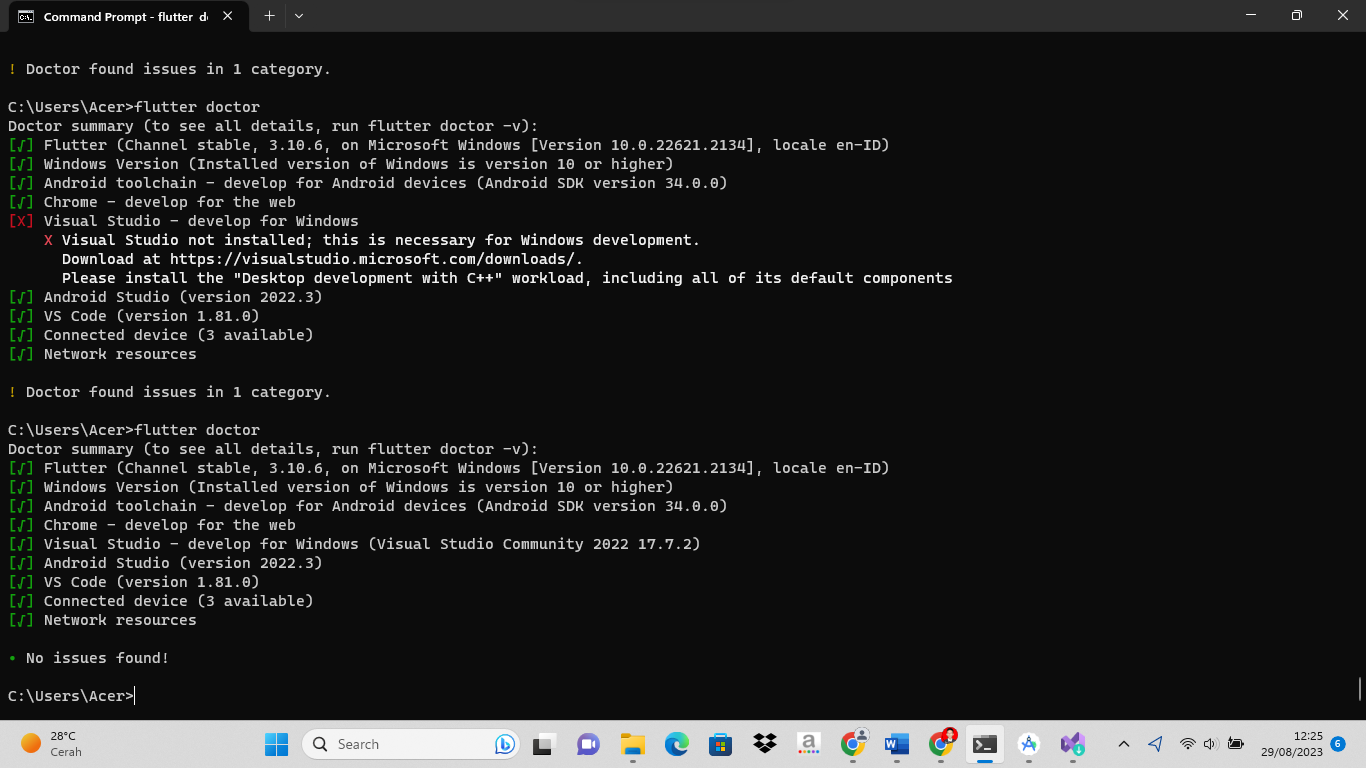 Command Prompt - flutter d
! Doctor found issues in 1 category.
C:\Users\Acer>flutter doctor
Doctor summary (to see all details, run flutter doctor -v):
[√] Flutter (Channel stable, 3.10.6, on Microsoft Windows [Version 10.0.22621.2134], locale en-ID)
[√] Windows Version (Installed version of Windows is version 10 or higher)
[√] Android toolchain - develop for Android devices (Android SDK version 34.0.0)
[√] Chrome - develop for the web
[X] Visual Studio - develop for Windows
X Visual Studio not installed; this is necessary for Windows development.
Download at https://visualstudio.microsoft.com/downloads/.
Please install the "Desktop development with C++" workload, including all of its default components
[√] Android Studio (version 2022.3)
[√] VS Code (version 1.81.0)
[√] Connected device (3 available)
[√] Network resources
! Doctor found issues in 1 category.
C:\Users\Acer>flutter doctor
Doctor summary (to see all details, run flutter doctor -v):
[√] Flutter (Channel stable, 3.10.6, on Microsoft Windows [Version 10.0.22621.2134], locale en-ID)
[√] Windows Version (Installed version of Windows is version 10 or higher)
[√] Android toolchain - develop for Android devices (Android SDK version 34.0.0)
[√] Chrome - develop for the web
[√] Visual Studio - develop for Windows (Visual Studio Community 2022 17.7.2)
[√] Android Studio (version 2022.3)
[√] VS Code (version 1.81.0)
[√] Connected device (3 available)
[√] Network resources
• No issues found!
C:\Users\Acer>
28°C
Cerah
Search
12:25
29/08/2023
6